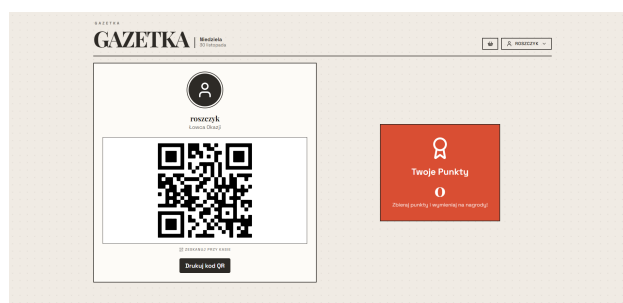 GAZETKA
GAZETKA
Niedziela
30 listopada
ROSZCZYK
roszczyk
Łowca Okazji
ZESKANUJ PRZY KASIE
Drukuj kod QR
Twoje Punkty
0
Zbieraj punkty i wymieniaj na nagrody!